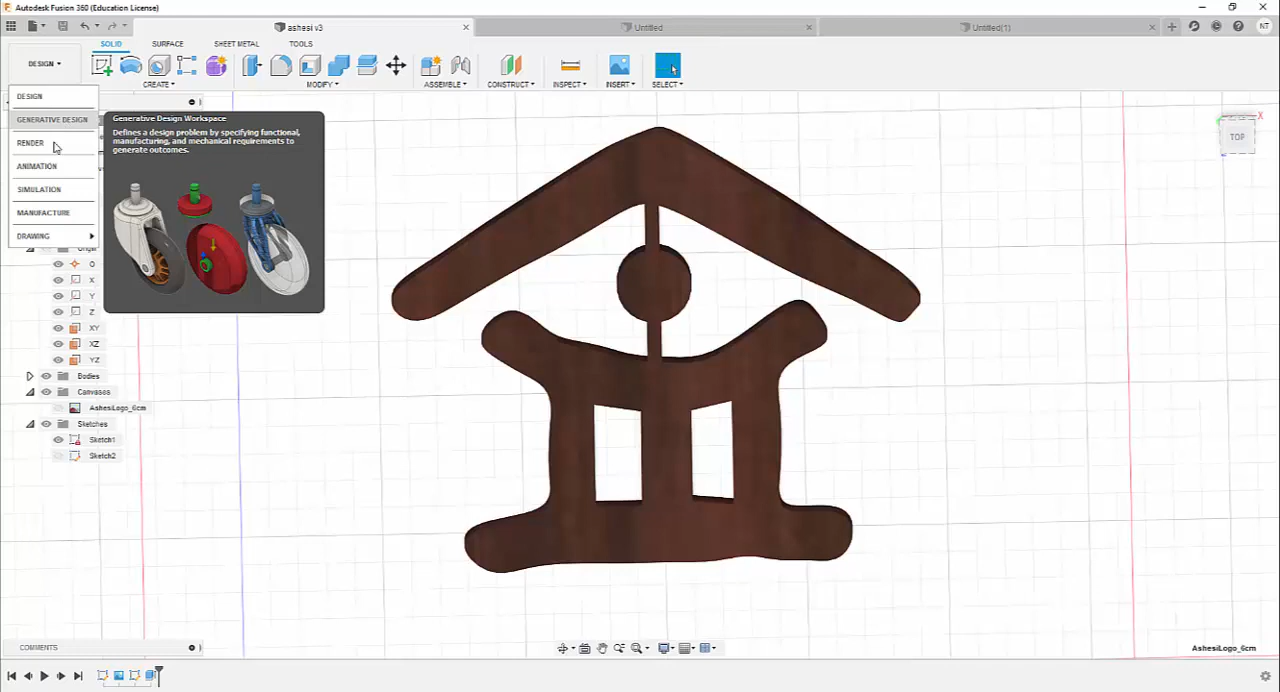 Autodesk Fusion 360 (Education License)
ashesi v3
Untitled
Untitled(1)
NT
DESIGN
SOLID
SURFACE
SHEET METAL
TOOLS
CREATE
MODIFY
ASSEMBLE
CONSTRUCT
INSPECT
INSERT
SELECT
DESIGN
GENERATIVE DESIGN
RENDER
ANIMATION
SIMULATION
MANUFACTURE
DRAWING
Generative Design Workspace
Defines a design problem by specifying functional,
manufacturing, and mechanical requirements to
generate outcomes.
TOP
X
Origin
O
X
Y
Z
XY
XZ
YZ
Bodies
Canvases
AshesiLogo_6cm
Sketches
Sketch1
Sketch2
COMMENTS
AshesiLogo_6cm